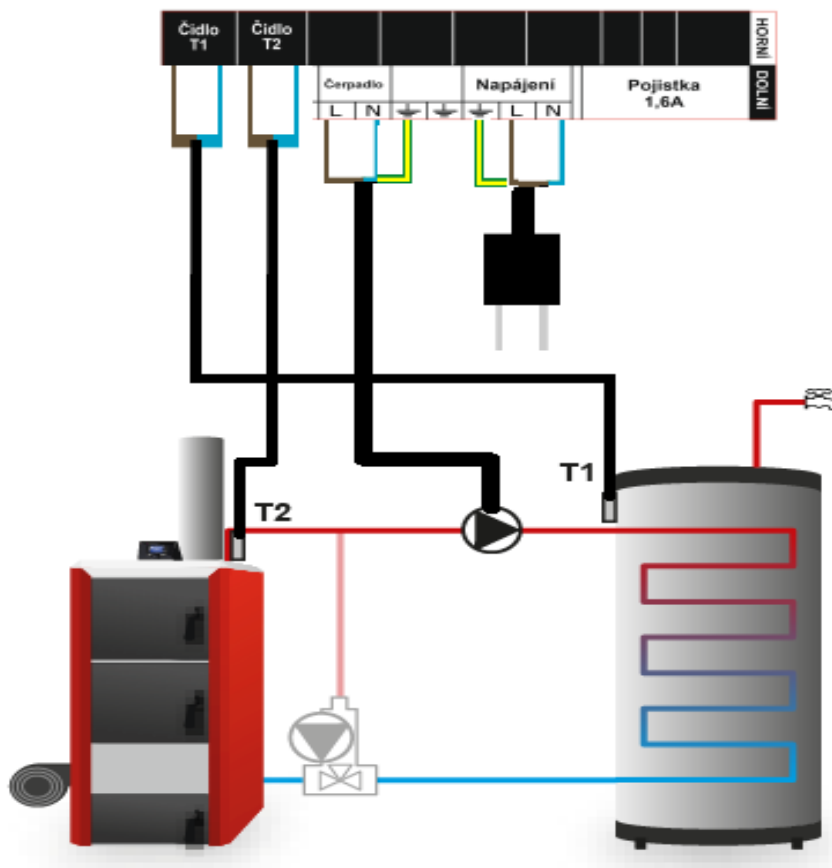 Čidlo
T1
Čidlo
T2
HORNÍ
DOLNÍ
Čerpadlo
L N
Napájení
L N
Pojistka
1,6A
T1
T2